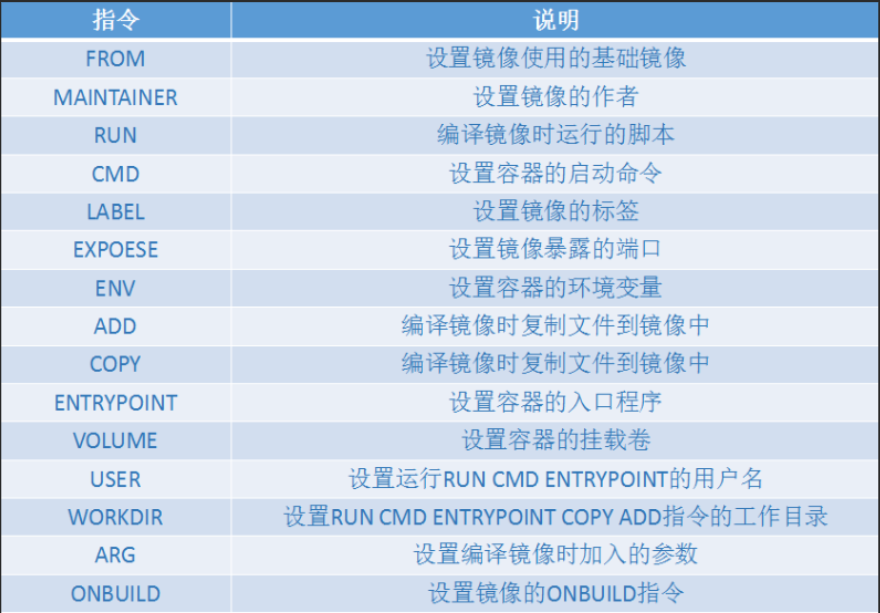 指令 说明
FROM 设置镜像使用的基础镜像
MAINTAINER 设置镜像的作者
RUN 编译镜像时运行的脚本
CMD 设置容器的启动命令
LABEL 设置镜像的标签
EXPOESE 设置镜像暴露的端口
ENV 设置容器的环境变量
ADD 编译镜像时复制文件到镜像中
COPY 编译镜像时复制文件到镜像中
ENTRYPOINT 设置容器的入口程序
VOLUME 设置容器的挂载卷
USER 设置运行RUN CMD ENTRYPOINT的用户名
WORKDIR 设置RUN CMD ENTRYPOINT COPY ADD指令的工作目录
ARG 设置编译镜像时加入的参数
ONBUILD 设置镜像的ONBUILD指令